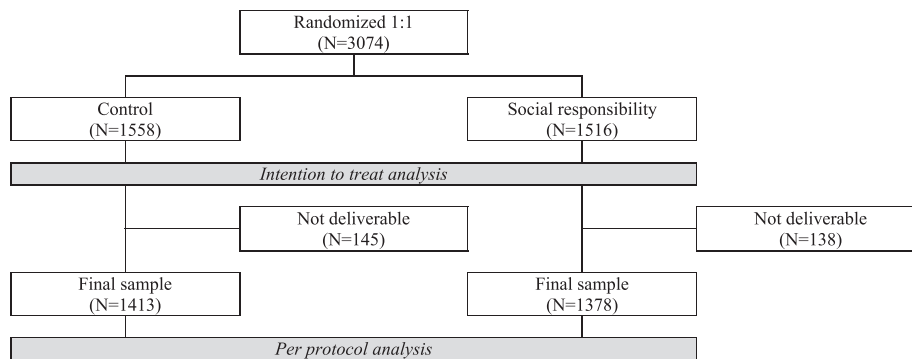 Randomized 1:1
(N=3074)
Control
(N=1558)
Social responsibility
(N=1516)
Intention to treat analysis
Not deliverable
(N=145)
Not deliverable
(N=138)
Final sample
(N=1413)
Final sample
(N=1378)
Per protocol analysis